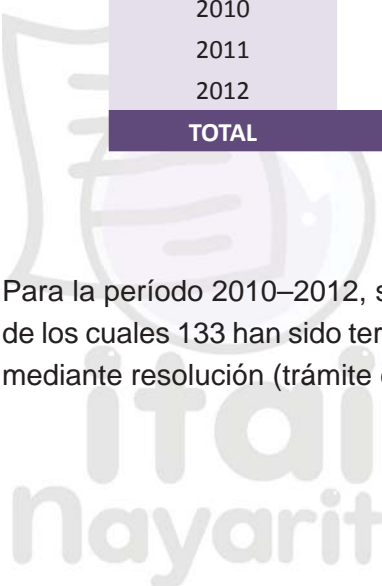 2010
2011
2012
TOTAL
Para la período 2010–2012, s
de los cuales 133 han sido ter
mediante resolución (trámite
itai
nayarit